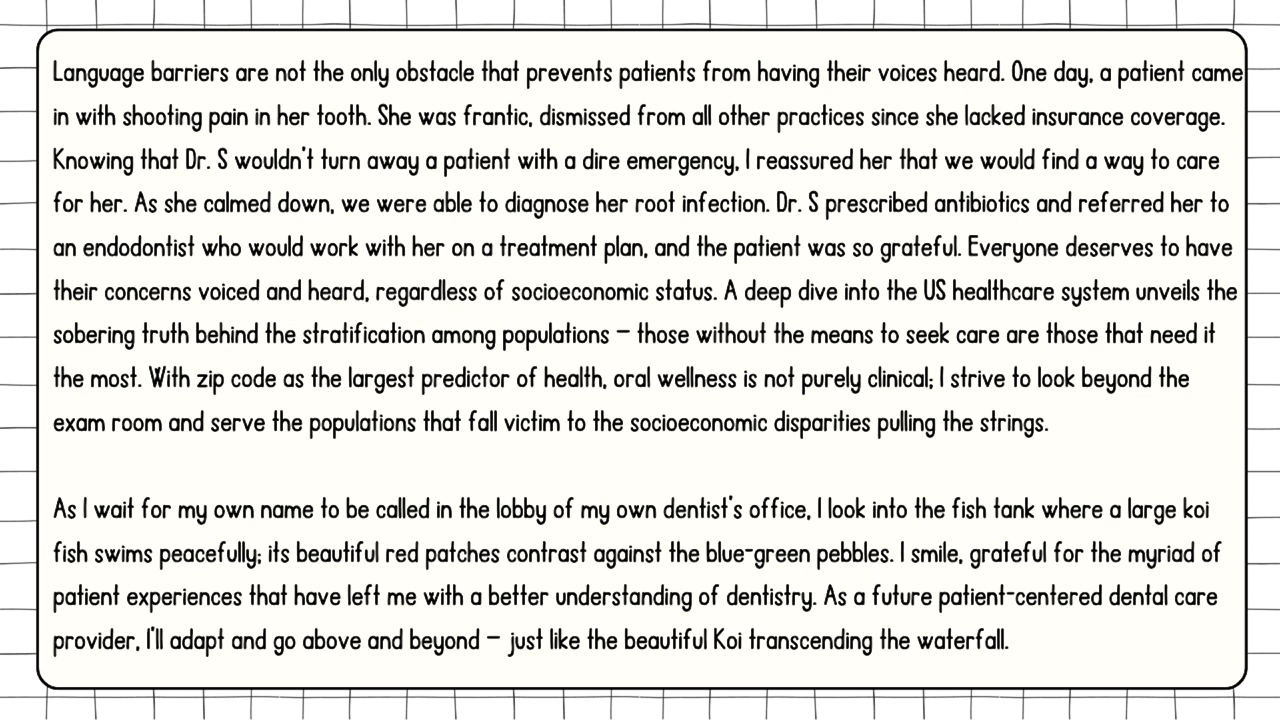 Language barriers are not the only obstacle that prevents patients from having their voices heard. One day, a patient came
in with shooting pain in her tooth. She was frantic, dismissed from all other practices since she lacked insurance coverage.
Knowing that Dr. S wouldn't turn away a patient with a dire emergency, I reassured her that we would find a way to care
for her. As she calmed down, we were able to diagnose her root infection. Dr. S prescribed antibiotics and referred her to
an endodontist who would work with her on a treatment plan, and the patient was so grateful. Everyone deserves to have
their concerns voiced and heard, regardless of socioeconomic status. A deep dive into the US healthcare system unveils the
sobering truth behind the stratification among populations – those without the means to seek care are those that need it
the most. With zip code as the largest predictor of health, oral wellness is not purely clinical; I strive to look beyond the
exam room and serve the populations that fall victim to the socioeconomic disparities pulling the strings.
As I wait for my own name to be called in the lobby of my own dentist's office, I look into the fish tank where a large koi
fish swims peacefully; its beautiful red patches contrast against the blue-green pebbles. I smile, grateful for the myriad of
patient experiences that have left me with a better understanding of dentistry. As a future patient-centered dental care
provider, I'll adapt and go above and beyond – just like the beautiful Koi transcending the waterfall.